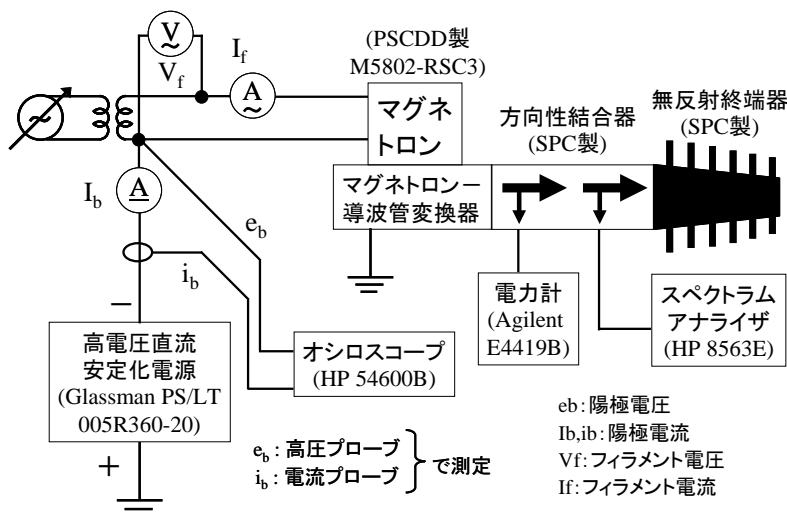 V
V_f
I_f
A
(PSCDD製
M5802-RSC3)
マグネ
トロン
方向性結合器
(SPC製)
無反射終端器
(SPC製)
マグネトロンー
導波管変換器
A
I_b
e_b
i_b
−
高電圧直流
安定化電源
(Glassman PS/LT
005R360-20)
+
オシロスコープ
(HP 54600B)
電力計
(Agilent
E4419B)
スペクトラム
アナライザ
(HP 8563E)
e_b : 高圧プローブ
i_b : 電流プローブ
で測定
eb:陽極電圧
Ib,ib:陽極電流
Vf:フィラメント電圧
If:フィラメント電流